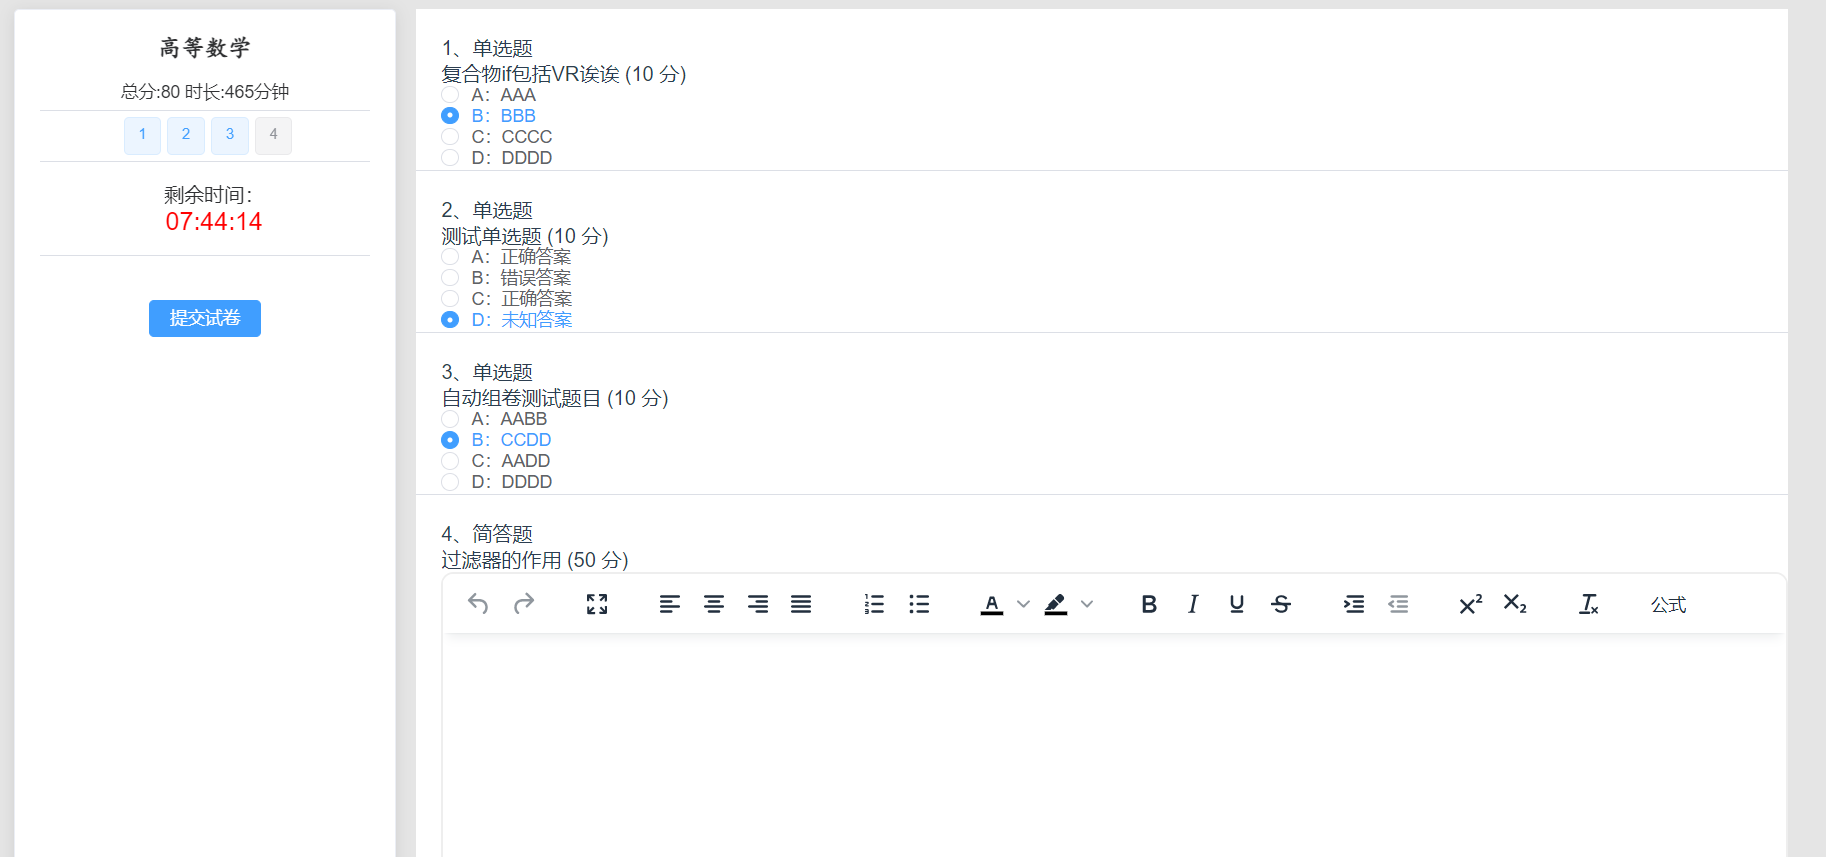 高等数学
总分:80 时长:465分钟
1 2 3 4
剩余时间：
07:44:14
提交试卷
1、单选题
复合物if包括VR诶诶 (10 分)
A：AAA
B：BBB
C：CCCC
D：DDDD
2、单选题
测试单选题 (10 分)
A：正确答案
B：错误答案
C：正确答案
D：未知答案
3、单选题
自动组卷测试题目 (10 分)
A：AABB
B：CCDD
C：AADD
D：DDDD
4、简答题
过滤器的作用 (50 分)
公式